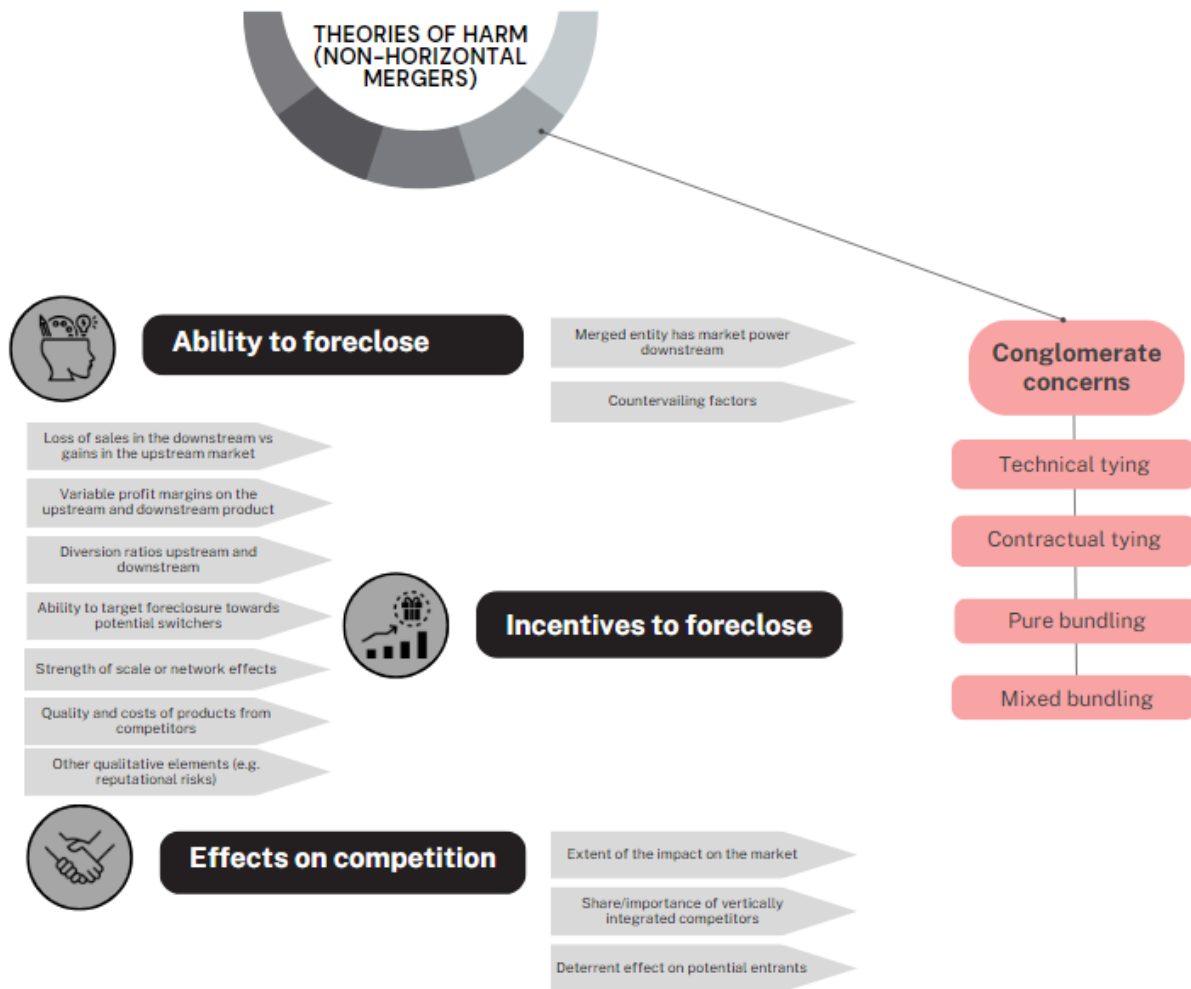 THEORIES OF HARM
(NON-HORIZONTAL
MERGERS)
Ability to foreclose
Merged entity has market power
downstream
Countervailing factors
Loss of sales in the downstream vs
gains in the upstream market
Variable profit margins on the
upstream and downstream product
Diversion ratios upstream and
downstream
Ability to target foreclosure towards
potential switchers
Strength of scale or network effects
Quality and costs of products from
competitors
Other qualitative elements (e.g.
reputational risks)
Incentives to foreclose
Effects on competition
Extent of the impact on the market
Share/importance of vertically
integrated competitors
Deterrent effect on potential entrants
Conglomerate
concerns
Technical tying
Contractual tying
Pure bundling
Mixed bundling